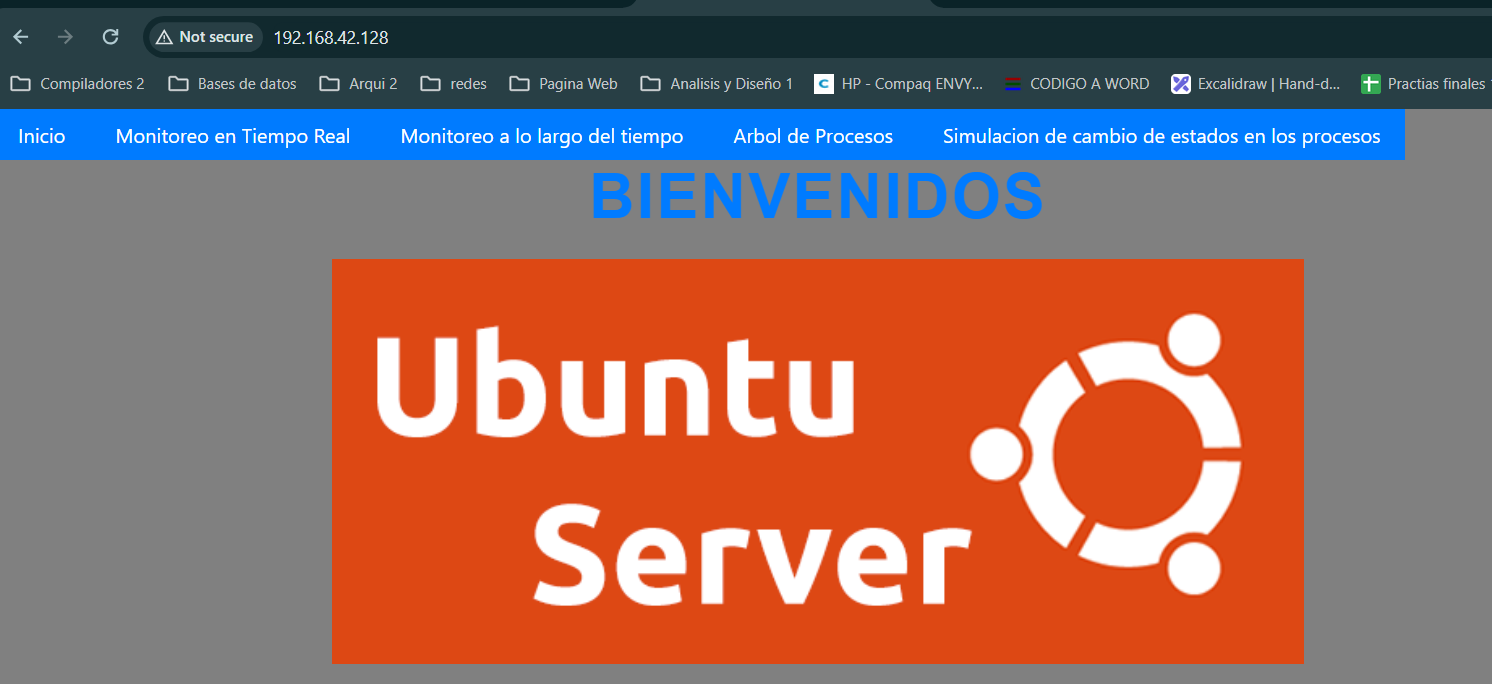 Not secure 192.168.42.128
Compiladores 2 Bases de datos Arqui 2 redes Pagina Web Analisis y Diseño 1 C HP - Compaq ENVY... CODIGO A WORD Excalidraw | Hand-d... Practias finales
Inicio Monitoreo en Tiempo Real Monitoreo a lo largo del tiempo Arbol de Procesos Simulacion de cambio de estados en los procesos
BIENVENIDOS
Ubuntu
Server